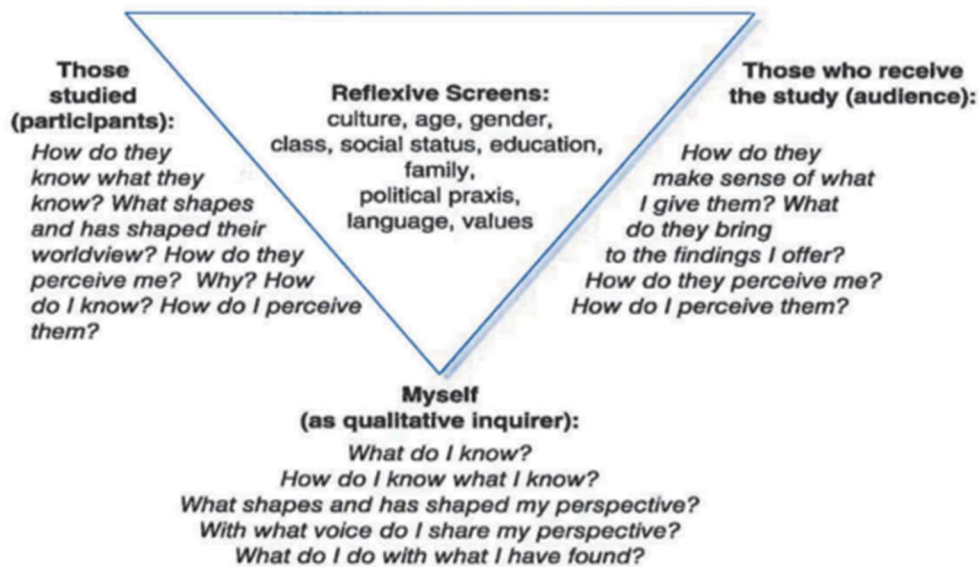 Those
studied
(participants):
How do they
know what they
know? What shapes
and has shaped their
worldview? How do they
perceive me? Why? How
do I know? How do I perceive
them?
Reflexive Screens:
culture, age, gender,
class, social status, education,
family,
political praxis,
language, values
Those who receive
the study (audience):
How do they
make sense of what
I give them? What
do they bring
to the findings I offer?
How do they perceive me?
How do I perceive them?
Myself
(as qualitative inquirer):
What do I know?
How do I know what I know?
What shapes and has shaped my perspective?
With what voice do I share my perspective?
What do I do with what I have found?